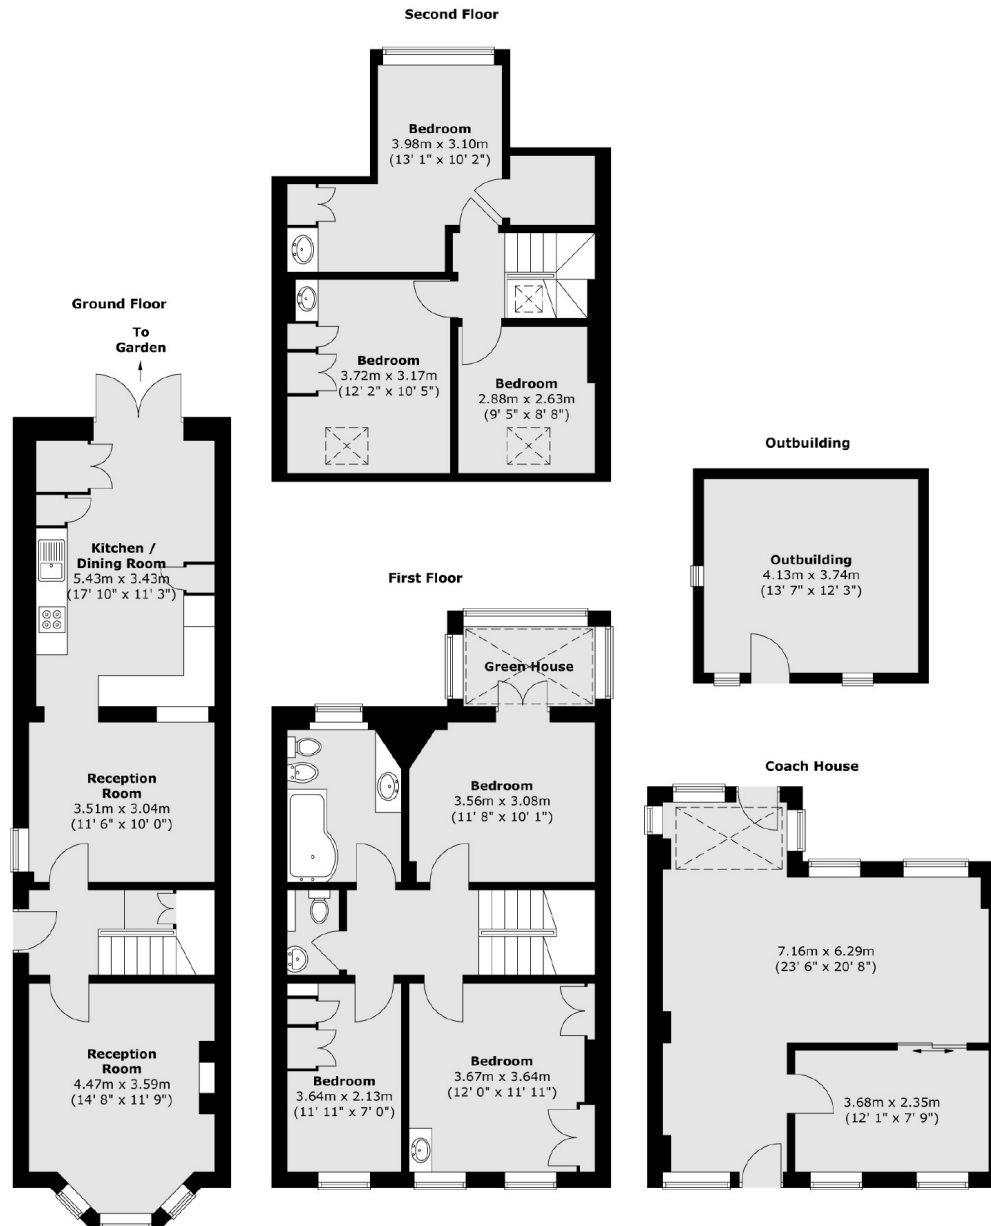 Second Floor
Bedroom
3.98m x 3.10m
(13' 1" x 10' 2")
Bedroom
3.72m x 3.17m
(12' 2" x 10' 5")
Bedroom
2.88m x 2.63m
(9' 5" x 8' 8")
Ground Floor
To
Garden
Kitchen /
Dining Room
5.43m x 3.43m
(17' 10" x 11' 3")
Reception
Room
3.51m x 3.04m
(11' 6" x 10' 0")
Reception
Room
4.47m x 3.59m
(14' 8" x 11' 9")
First Floor
Green House
Bedroom
3.56m x 3.08m
(11' 8" x 10' 1")
Bedroom
3.64m x 2.13m
(11' 11" x 7' 0")
Bedroom
3.67m x 3.64m
(12' 0" x 11' 11")
Outbuilding
Outbuilding
4.13m x 3.74m
(13' 7" x 12' 3")
Coach House
7.16m x 6.29m
(23' 6" x 20' 8")
3.68m x 2.35m
(12' 1" x 7' 9")